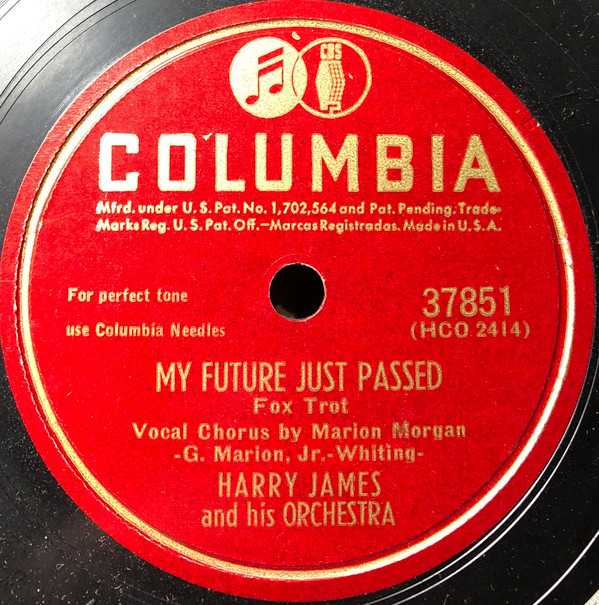 CBS
COLUMBIA
Mfrd. under U.S. Pat. No. 1,702,564 and Pat. Pending. Trade-
Marks Reg. U.S. Pat. Off.—Marcas Registradas. Made in U.S.A.
For perfect tone
use Columbia Needles
37851
(HCO 2414)
MY FUTURE JUST PASSED
Fox Trot
Vocal Chorus by Marion Morgan
-G. Marion, Jr.-Whiting-
HARRY JAMES
and his ORCHESTRA